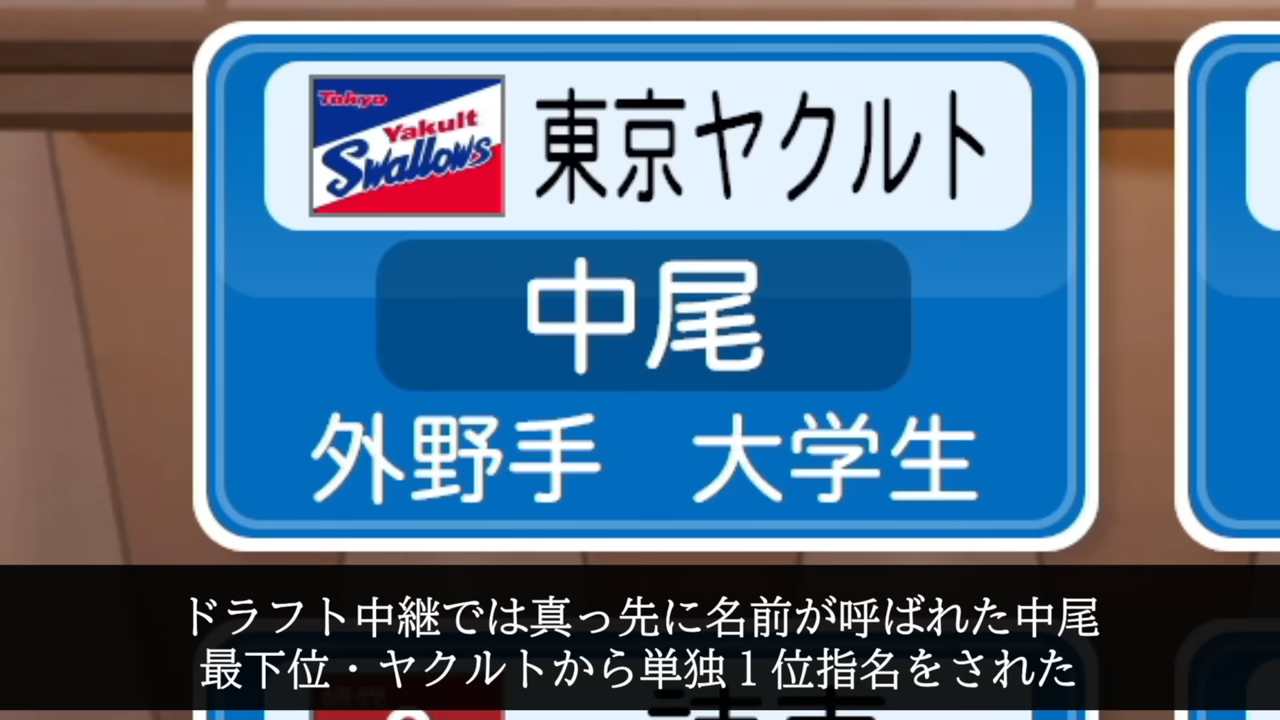 Tokyo
Yakult
Swallows
東京ヤクルト
中尾
外野手 大学生
ドラフト中継では真っ先に名前が呼ばれた中尾
最下位・ヤクルトから単独1位指名をされた